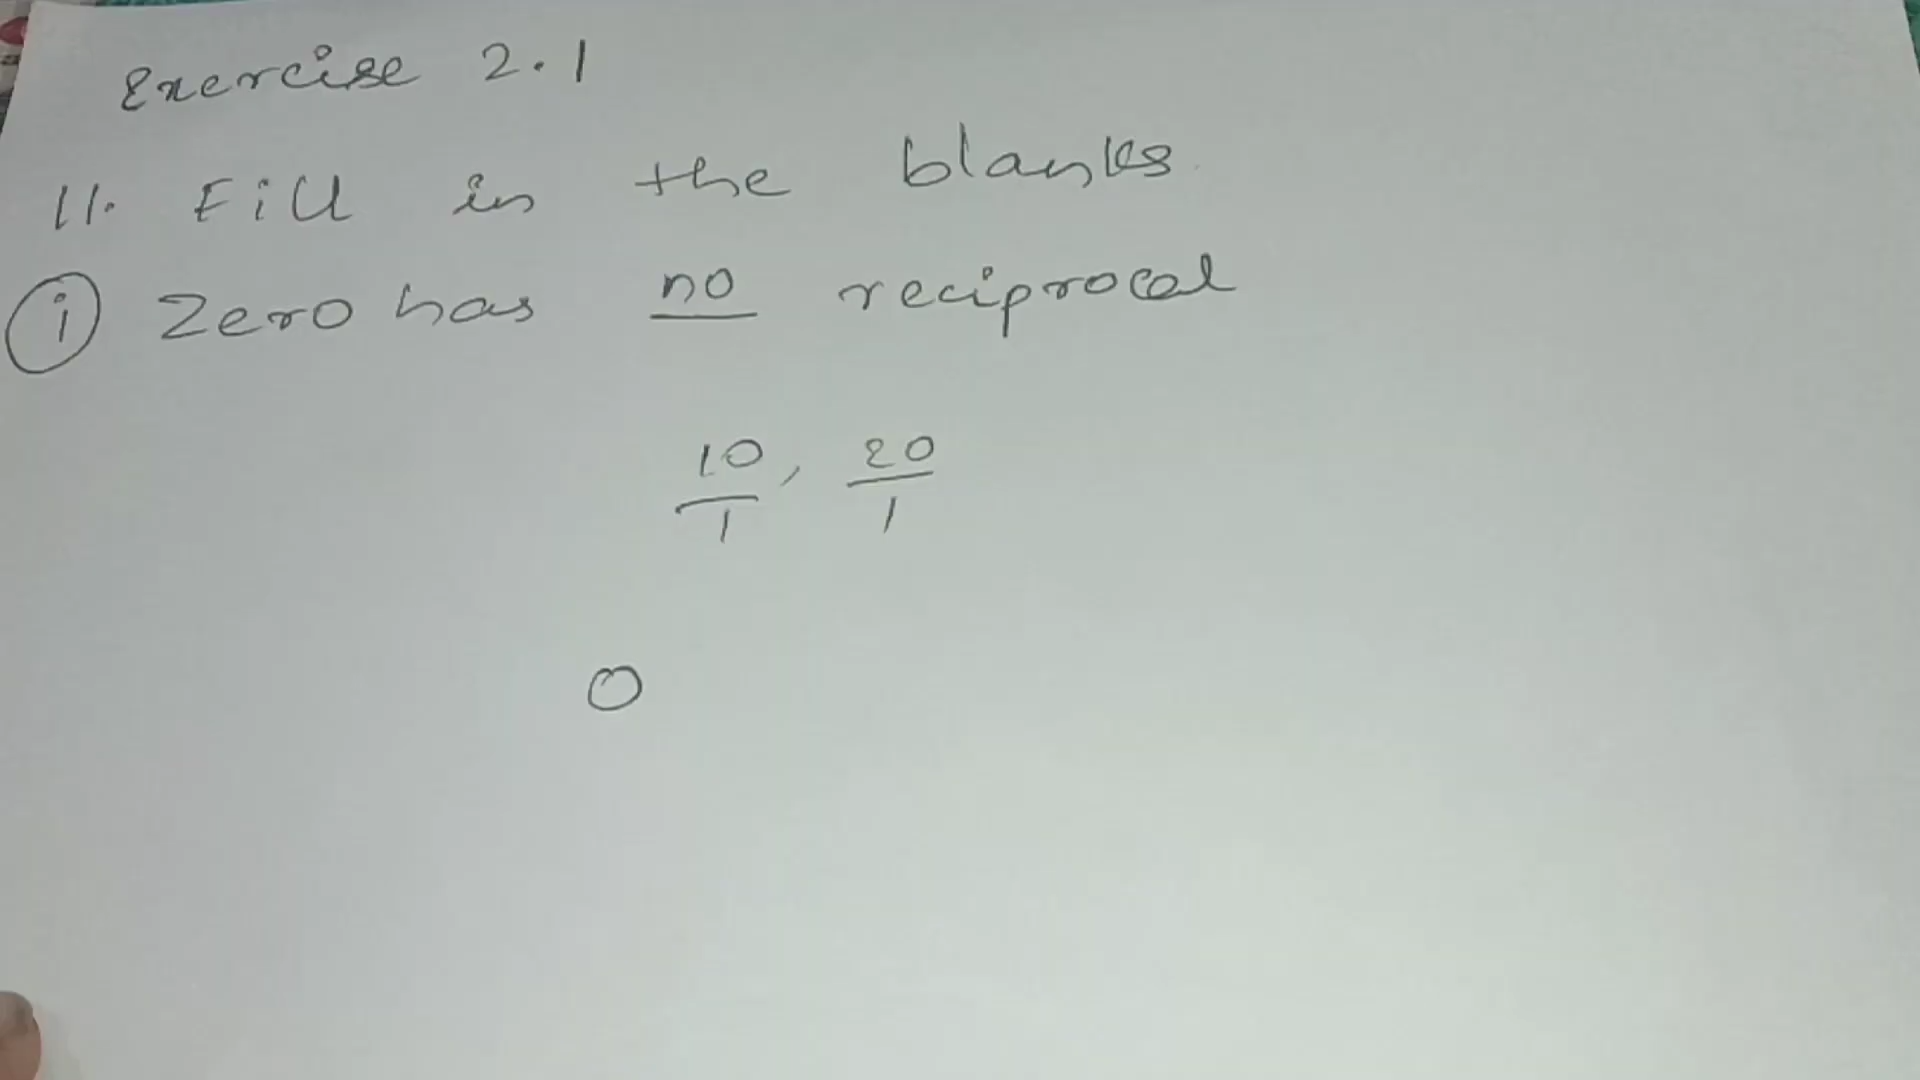 Exercise 2.1
11. Fill in the blanks
i Zero has no reciprocal
10/1, 20/1
0